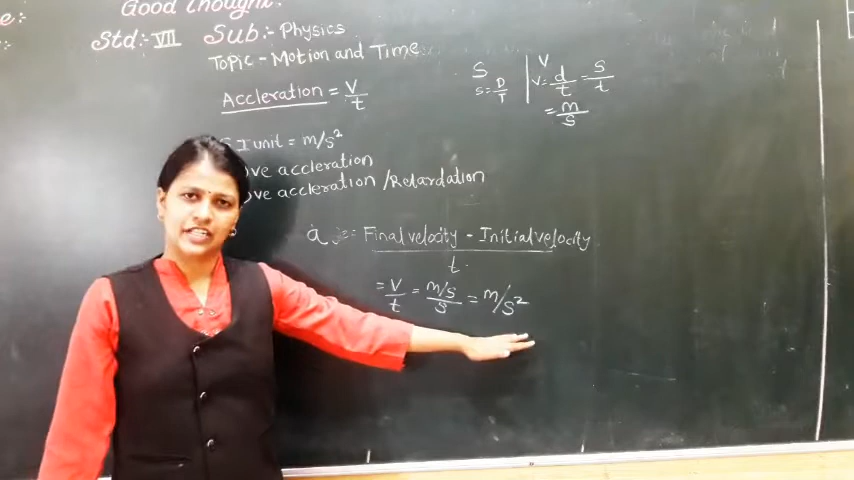 Good Thought:
Std:- VII Sub:- Physics
Topic - Motion and Time
Accleration = V/t
S
s = D/T
V
v = d/t = s/t
= m/s
S I unit = m/s²
ve accleration
ve accleration / Retardation
a = Final velocity - Initial velocity
t
= V/t = m/s/s = m/s²